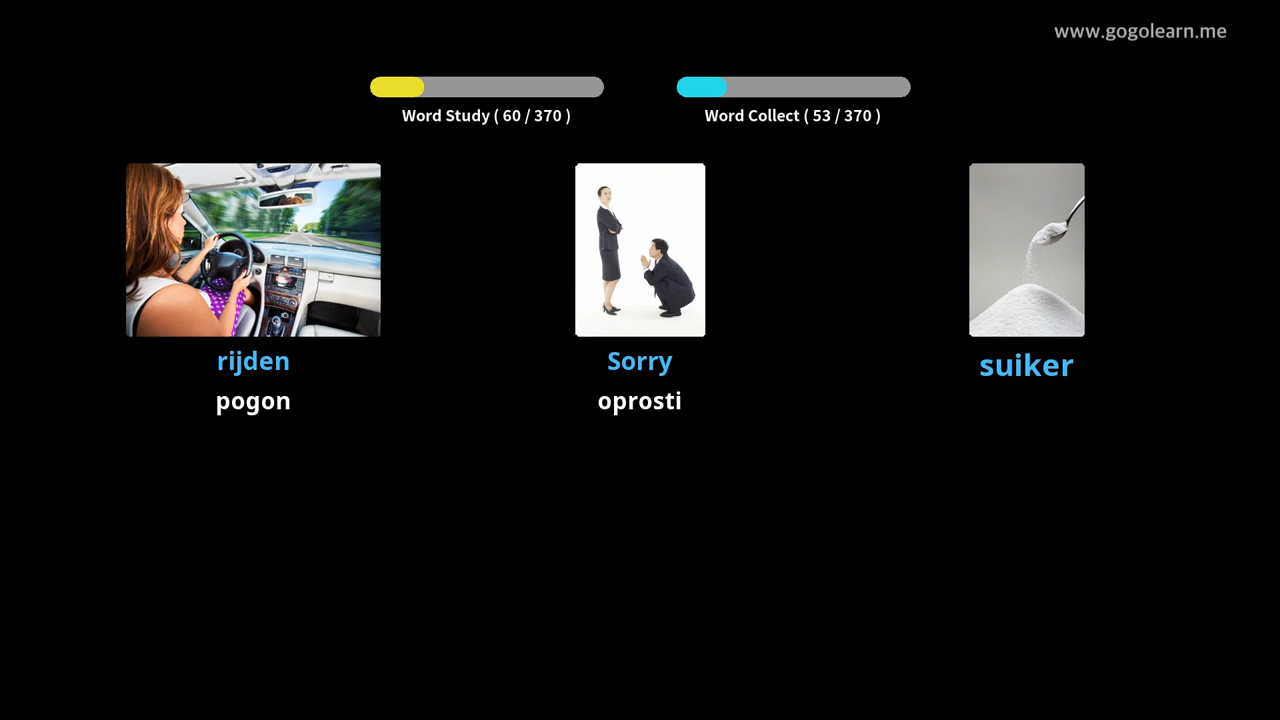 www.gogolearn.me
Word Study ( 60 / 370 )
Word Collect ( 53 / 370 )
rijden
pogon
Sorry
oprosti
suiker